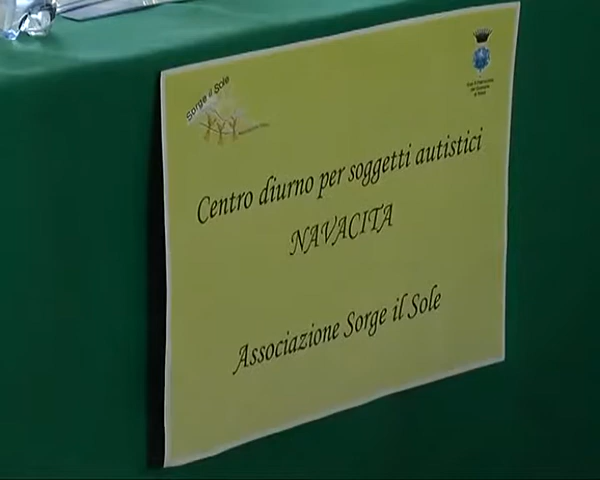 Sorge il Sole
Centro diurno per soggetti autistici
NAVACITA
Associazione Sorge il Sole